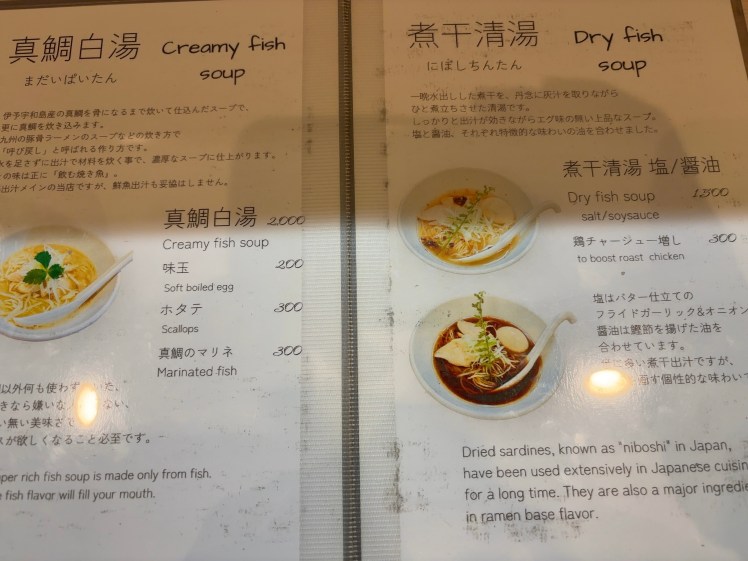 真鯛白湯 Creamy fish
soup
まだいぱいたん
伊予宇和島産の真鯛を骨になるまで炊いて仕込んだスープで、
更に真鯛を炊き込みます。
九州の豚骨ラーメンのスープなどの炊き方で
「呼び戻し」と呼ばれる作り方です。
水を足さずに出汁で材料を炊く事で、濃厚なスープに仕上がります。
の味は正に「飲む焼き魚」。
出汁メインの当店ですが、鮮魚出汁も妥協はしません。
真鯛白湯 2,000
Creamy fish soup
味玉 200
Soft boiled egg
ホタテ 300
Scallops
真鯛のマリネ 300
Marinated fish
以外何も使わ
きなら嫌いな
い無い美味ざ
スが欲しくなること必至です。
per rich fish soup is made only from fish.
e fish flavor will fill your mouth.
煮干清湯 Dry fish
soup
にぼしちんたん
一晩水出しした煮干を、丹念に灰汁を取りながら
ひと煮立ちさせた清湯です。
しっかりと出汁が効きながらエグ味の無い上品なスープ。
塩と醤油、それぞれ特徴的な味わいの油を合わせました。
煮干清湯 塩/醤油
Dry fish soup
salt/soysauce
鶏チャーシュー増し 300
to boost roast chicken
塩はバター仕立ての
フライドガーリック&オニオン
醤油は鰹節を揚げた油を
合わせています。
に多い煮干出汁ですが、
す個性的な味わいで
Dried sardines, known as "niboshi" in Japan,
have been used extensively in Japanese cuisin
for a long time. They are also a major ingredie
in ramen base flavor.